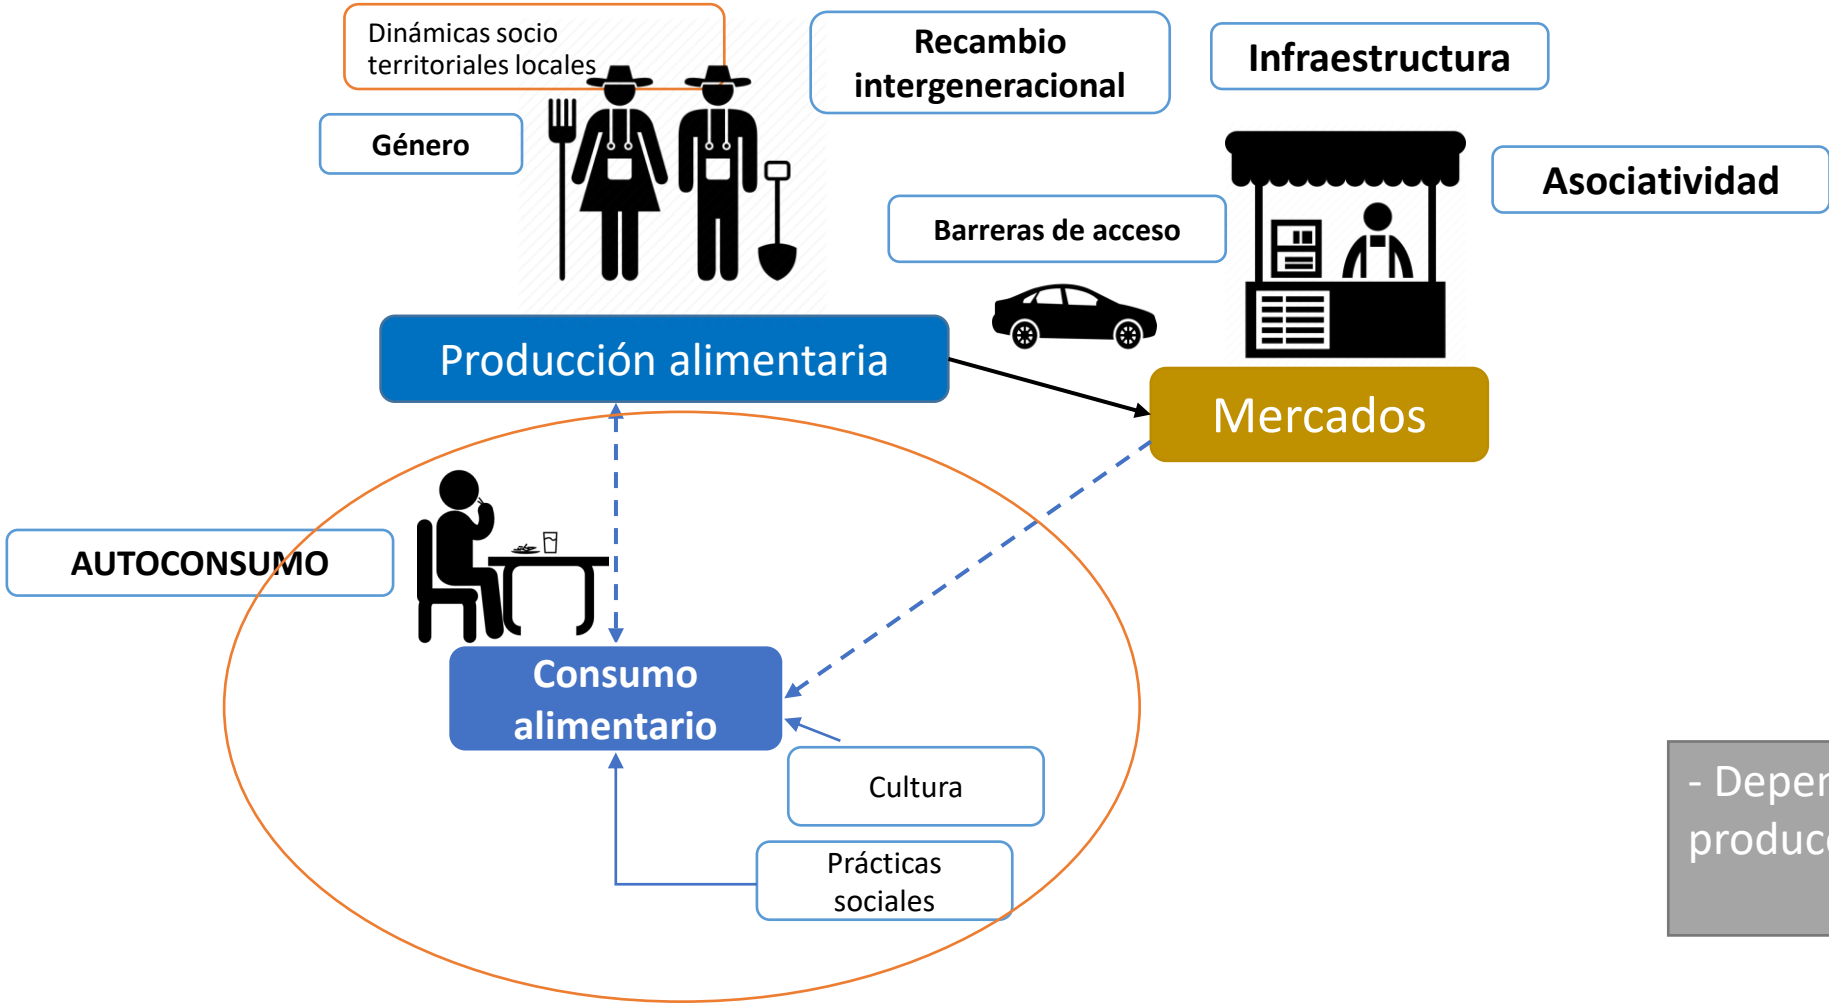 Dinámicas socio
territoriales locales
Recambio
intergeneracional
Infraestructura
Género
Asociatividad
Barreras de acceso
Producción alimentaria
Mercados
AUTOCONSUMO
Consumo
alimentario
Cultura
Prácticas
sociales
-